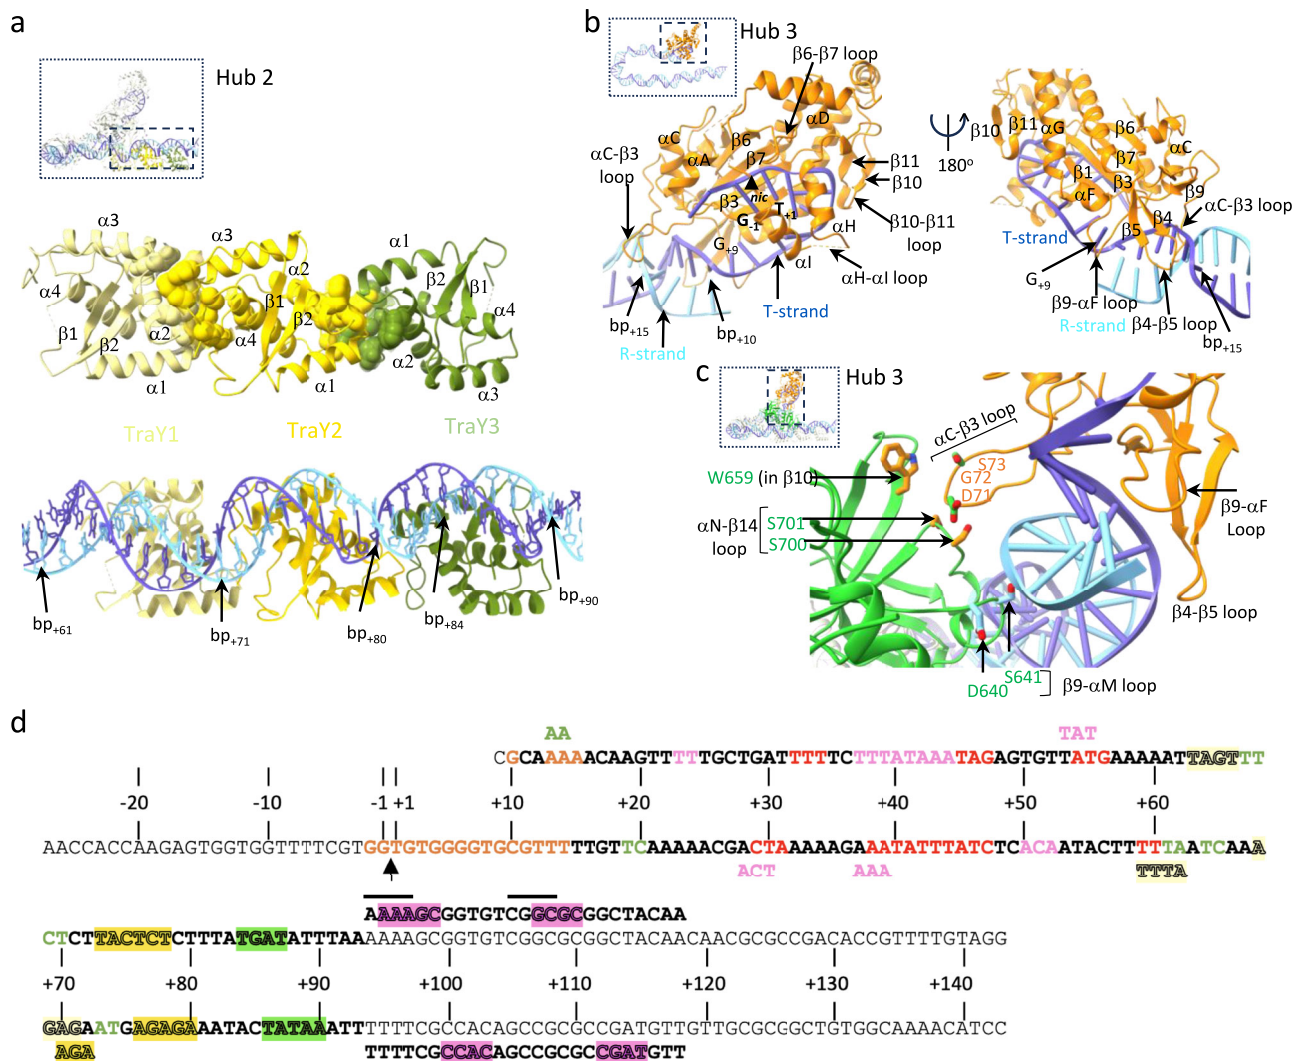 a
Hub 2
α3
α3
α1
α2
β2
β1
α4
α4
β1
β2
β1
β2
α2
α4
α2
α1
α1
α3
TraY1
TraY2
TraY3
bp+61
bp+71
bp+80
bp+84
bp+90
b
Hub 3
β6-β7 loop
αC
αD
β6
αA
β7
αC-β3
loop
β11
β10
nic
β3
T+1
G-1
αH
β10-β11
loop
G+9
αI
αH-αI loop
bp+15
T-strand
bp+10
R-strand
180o
β10
β11
αG
β6
αC
β7
β1
β3
β9
αF
αC-β3 loop
β4
T-strand
β5
G+9
β9-αF loop
R-strand
β4-β5 loop
bp+15
c
Hub 3
αC-β3 loop
W659 (in β10)
S73
G72
D71
αN-β14
loop
S701
S700
β9-αF
Loop
β4-β5 loop
S641
D640
β9-αM loop
d
AA
TAT
CGCAAAAACAAGTTTTTGCTGATTTTTCTTTATAAATAGAGTGTTATGAAAAATTAGTTT
-20
-10
-1
+1
+10
+20
+30
+40
+50
+60
AACCACCAAGAGTGGTGGTTTTCGTGGTGTGGGGTGCGTTTTTGTTCAAAAACGACTAAAAAGAAATATTTATCTCACAATACTTTTTTAATCAAA
ACT
AAA
TTTA
AAAAGCGGTGTCGGCGCGGCTACAA
CTCTTACTCTCTTTATGATATTTAAAAAAGCGGTGTCGGCGCGGCTACAACAACGCGCCGACACCGTTTTGTAGG
+70
+80
+90
+100
+110
+120
+130
+140
GAGAATGAGAGAAATACTATAAATTTTTTCGCCACAGCCGCGCCGATGTTGTTGCGCGGCTGTGGCAAAACATCC
AGA
TTTTCGCCACAGCCGCGCCGATGTT